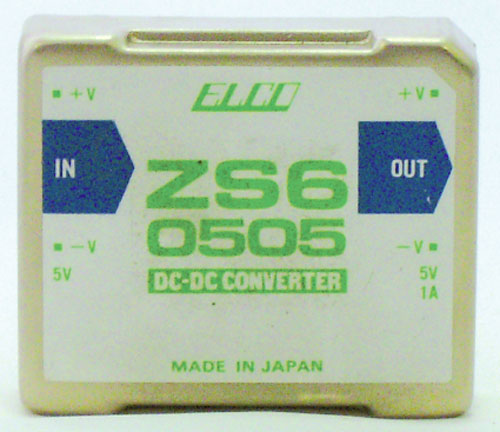 +V +V
ELCO
IN OUT
ZS6
0505
-V -V
5V 5V
1A
DC-DC CONVERTER
MADE IN JAPAN